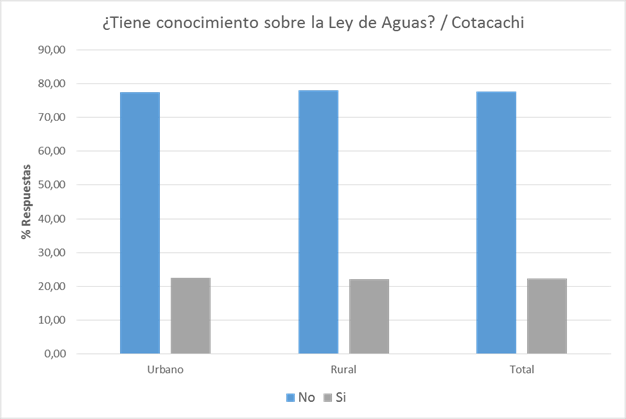 ¿Tiene conocimiento sobre la Ley de Aguas? / Cotacachi
90,00
80,00
70,00
60,00
50,00
40,00
30,00
20,00
10,00
0,00
% Respuestas
Urbano
Rural
Total
No
Si